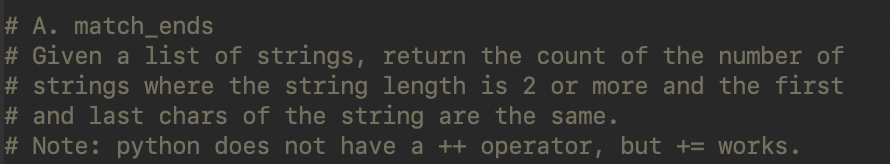 # A. match_ends
# Given a list of strings, return the count of the number of
# strings where the string length is 2 or more and the first
# and last chars of the string are the same.
# Note: python does not have a ++ operator, but += works.